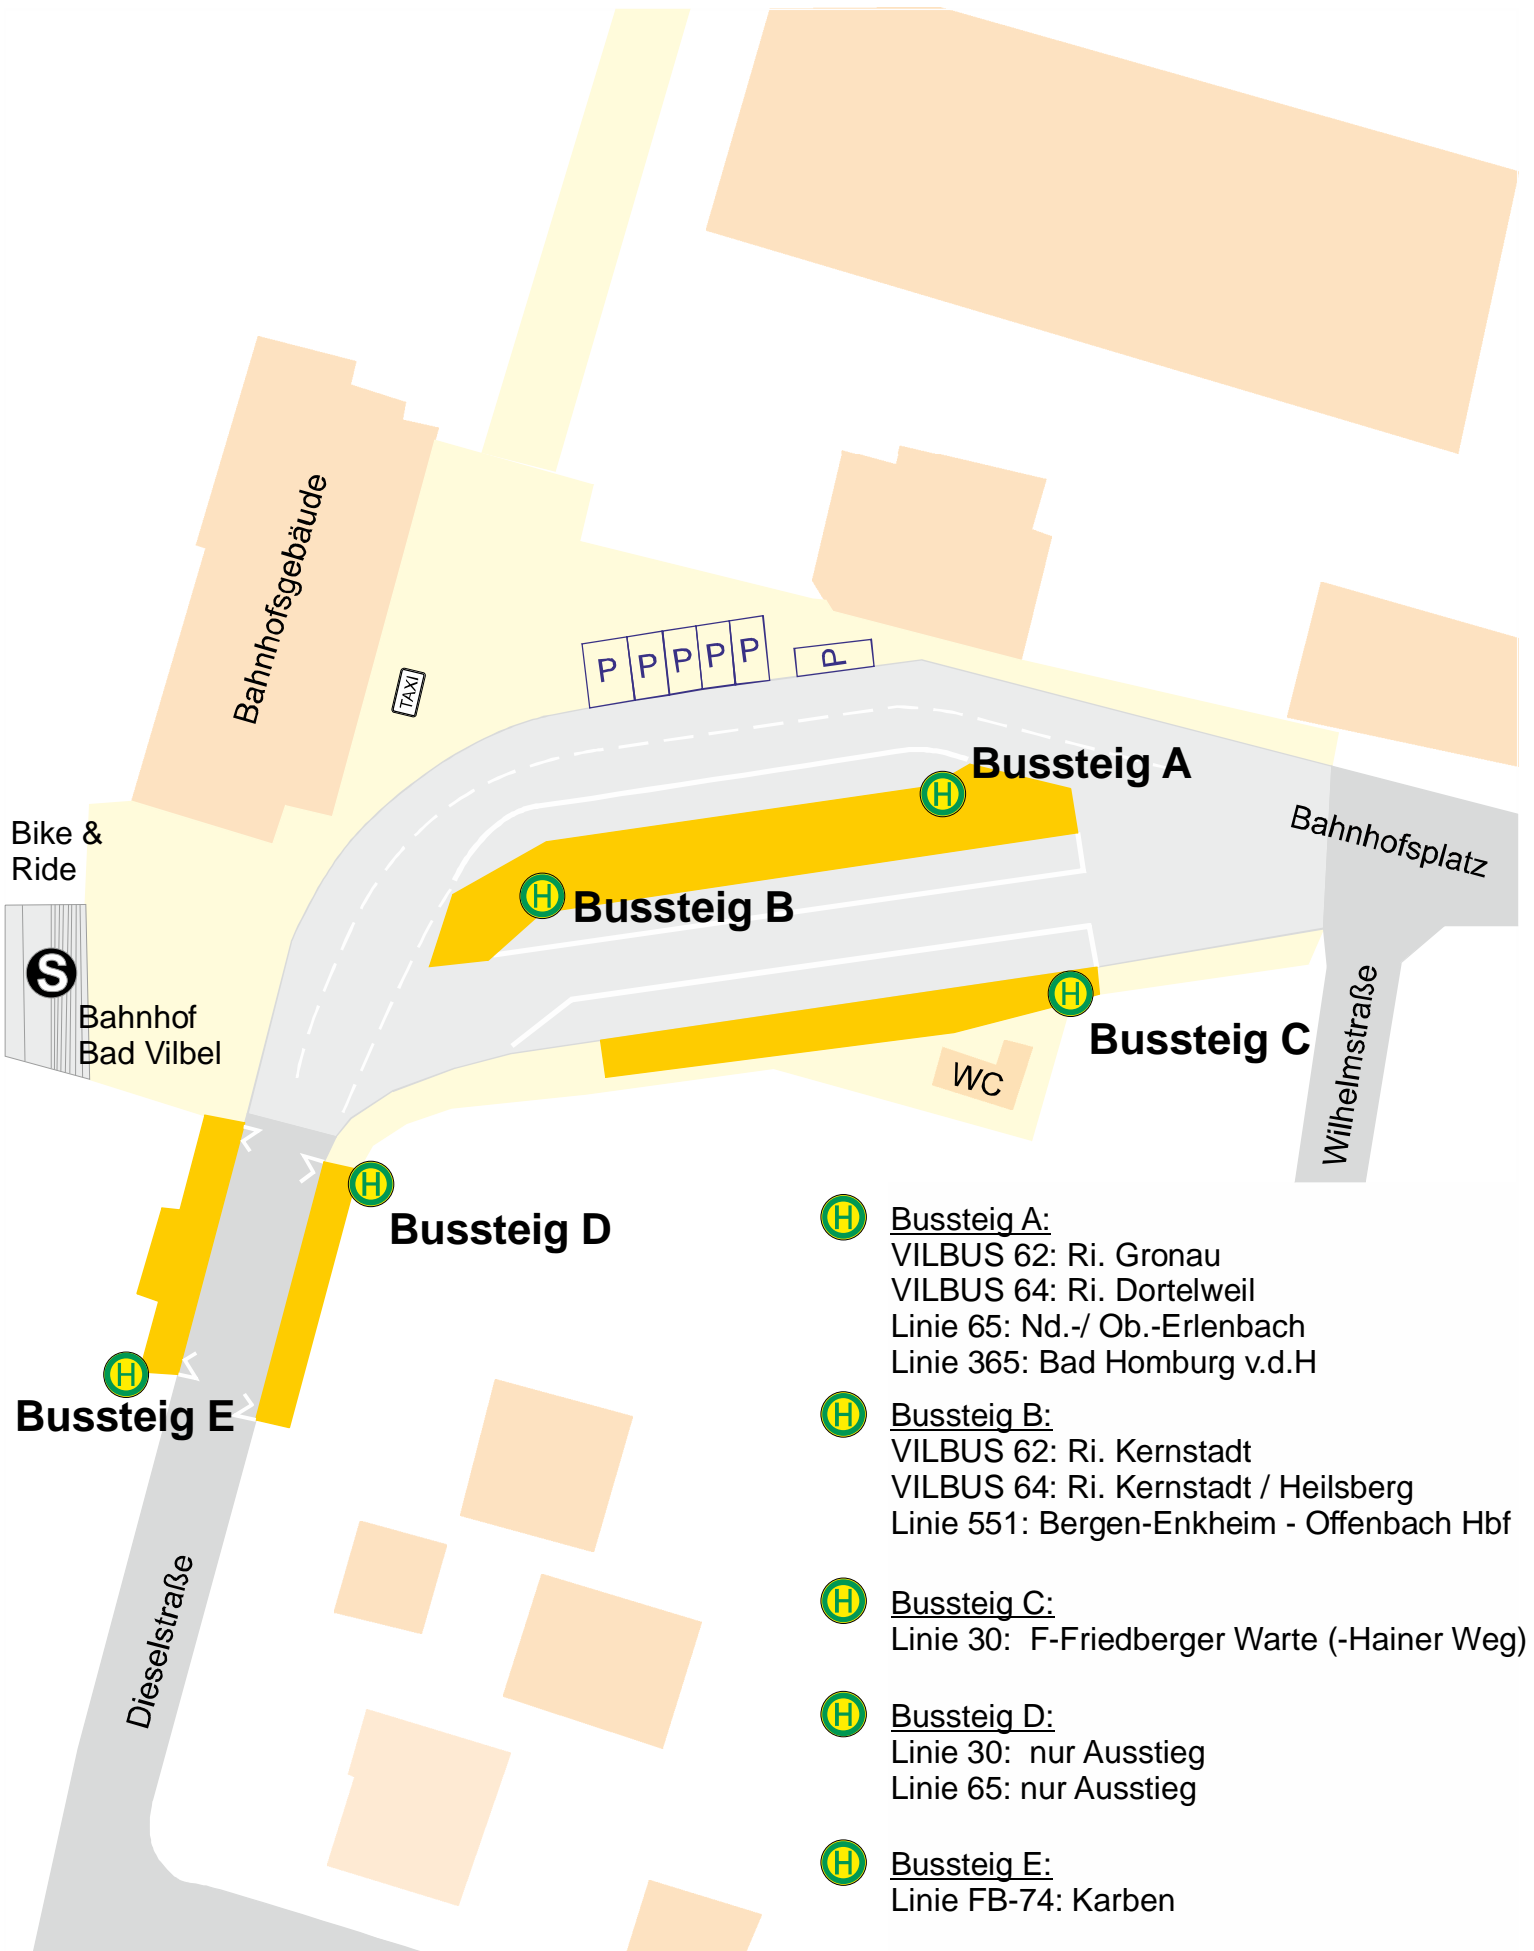 Bahnhofsgebäude
TAXI
P P P P P
P
Bussteig A
Bahnhofsplatz
Bike &
Ride
H
H
Bussteig B
S
Bahnhof
Bad Vilbel
H
Bussteig C
WC
Wilhelmstraße
H
Bussteig D
H
Bussteig E
Dieselstraße
H Bussteig A:
VILBUS 62: Ri. Gronau
VILBUS 64: Ri. Dortelweil
Linie 65: Nd.-/ Ob.-Erlenbach
Linie 365: Bad Homburg v.d.H
H Bussteig B:
VILBUS 62: Ri. Kernstadt
VILBUS 64: Ri. Kernstadt / Heilsberg
Linie 551: Bergen-Enkheim - Offenbach Hbf
H Bussteig C:
Linie 30: F-Friedberger Warte (-Hainer Weg)
H Bussteig D:
Linie 30: nur Ausstieg
Linie 65: nur Ausstieg
H Bussteig E:
Linie FB-74: Karben